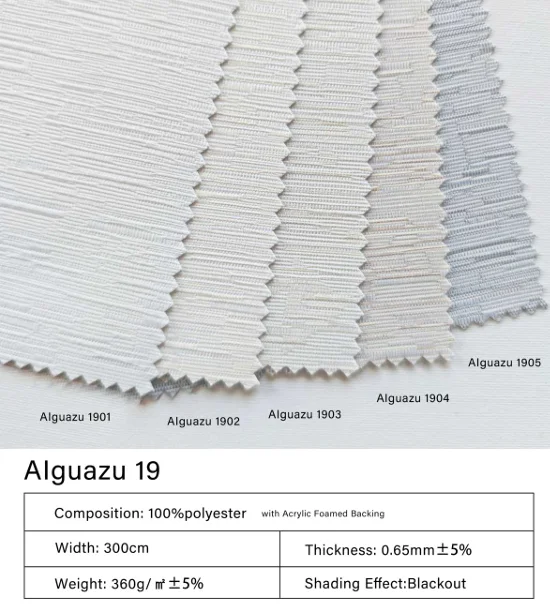 Alguazu 1901
Alguazu 1902
Alguazu 1903
Alguazu 1904
Alguazu 1905
Alguazu 19
Composition: 100%polyester with Acrylic Foamed Backing
Width: 300cm
Thickness: 0.65mm±5%
Weight: 360g/㎡±5%
Shading Effect:Blackout